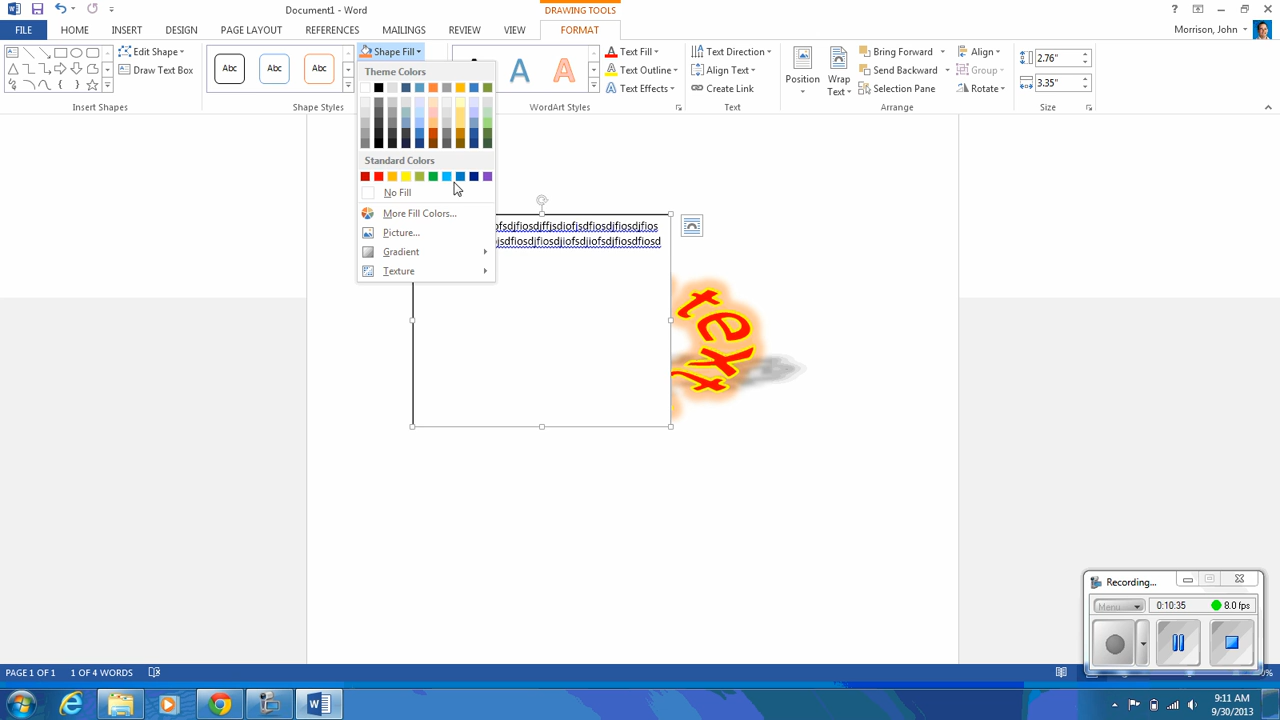 Document1 - Word
DRAWING TOOLS
Morrison, John
FILE HOME INSERT DESIGN PAGE LAYOUT REFERENCES MAILINGS REVIEW VIEW FORMAT
Edit Shape
Draw Text Box
Insert Shapes
Abc Abc Abc
Shape Styles
Shape Fill
Theme Colors
Standard Colors
No Fill
More Fill Colors...
Picture...
Gradient
Texture
A A
WordArt Styles
Text Fill
Text Outline
Text Effects
Text Direction
Align Text
Create Link
Text
Position
Wrap
Text
Bring Forward
Send Backward
Selection Pane
Arrange
Align
Group
Rotate
2.76"
3.35"
Size
ofsdjfiosdjffjsdiofjsdfiosdjfiosdjfios
jsdfiosdjfiosdjiofsdjiofsdjfiosdfiosd
text
Recording...
Menu
0:10:35
8.0 fps
PAGE 1 OF 1 1 OF 4 WORDS
9:11 AM
9/30/2013